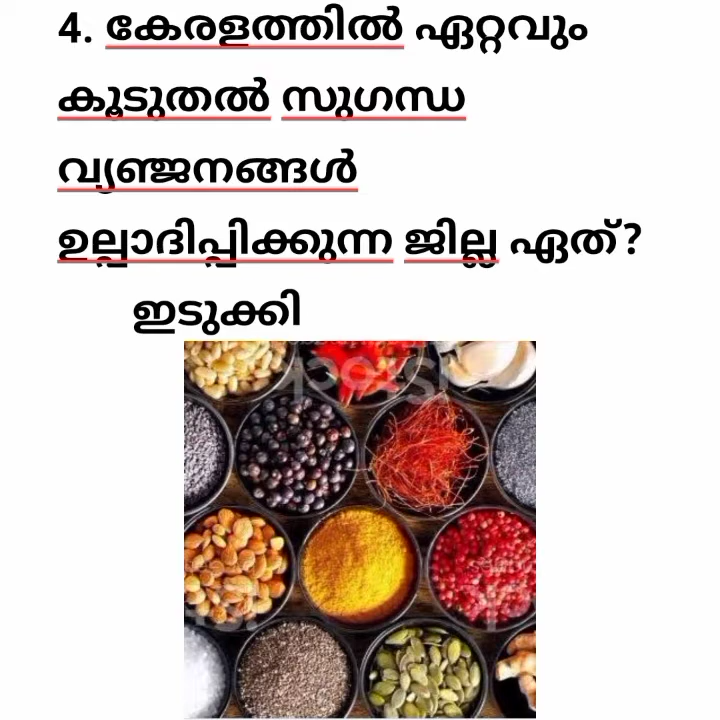 4. കേരളത്തിൽ ഏറ്റവും
കൂടുതൽ സുഗന്ധ
വ്യഞ്ജനങ്ങൾ
ഉല്പാദിപ്പിക്കുന്ന ജില്ല ഏത്?
ഇടുക്കി